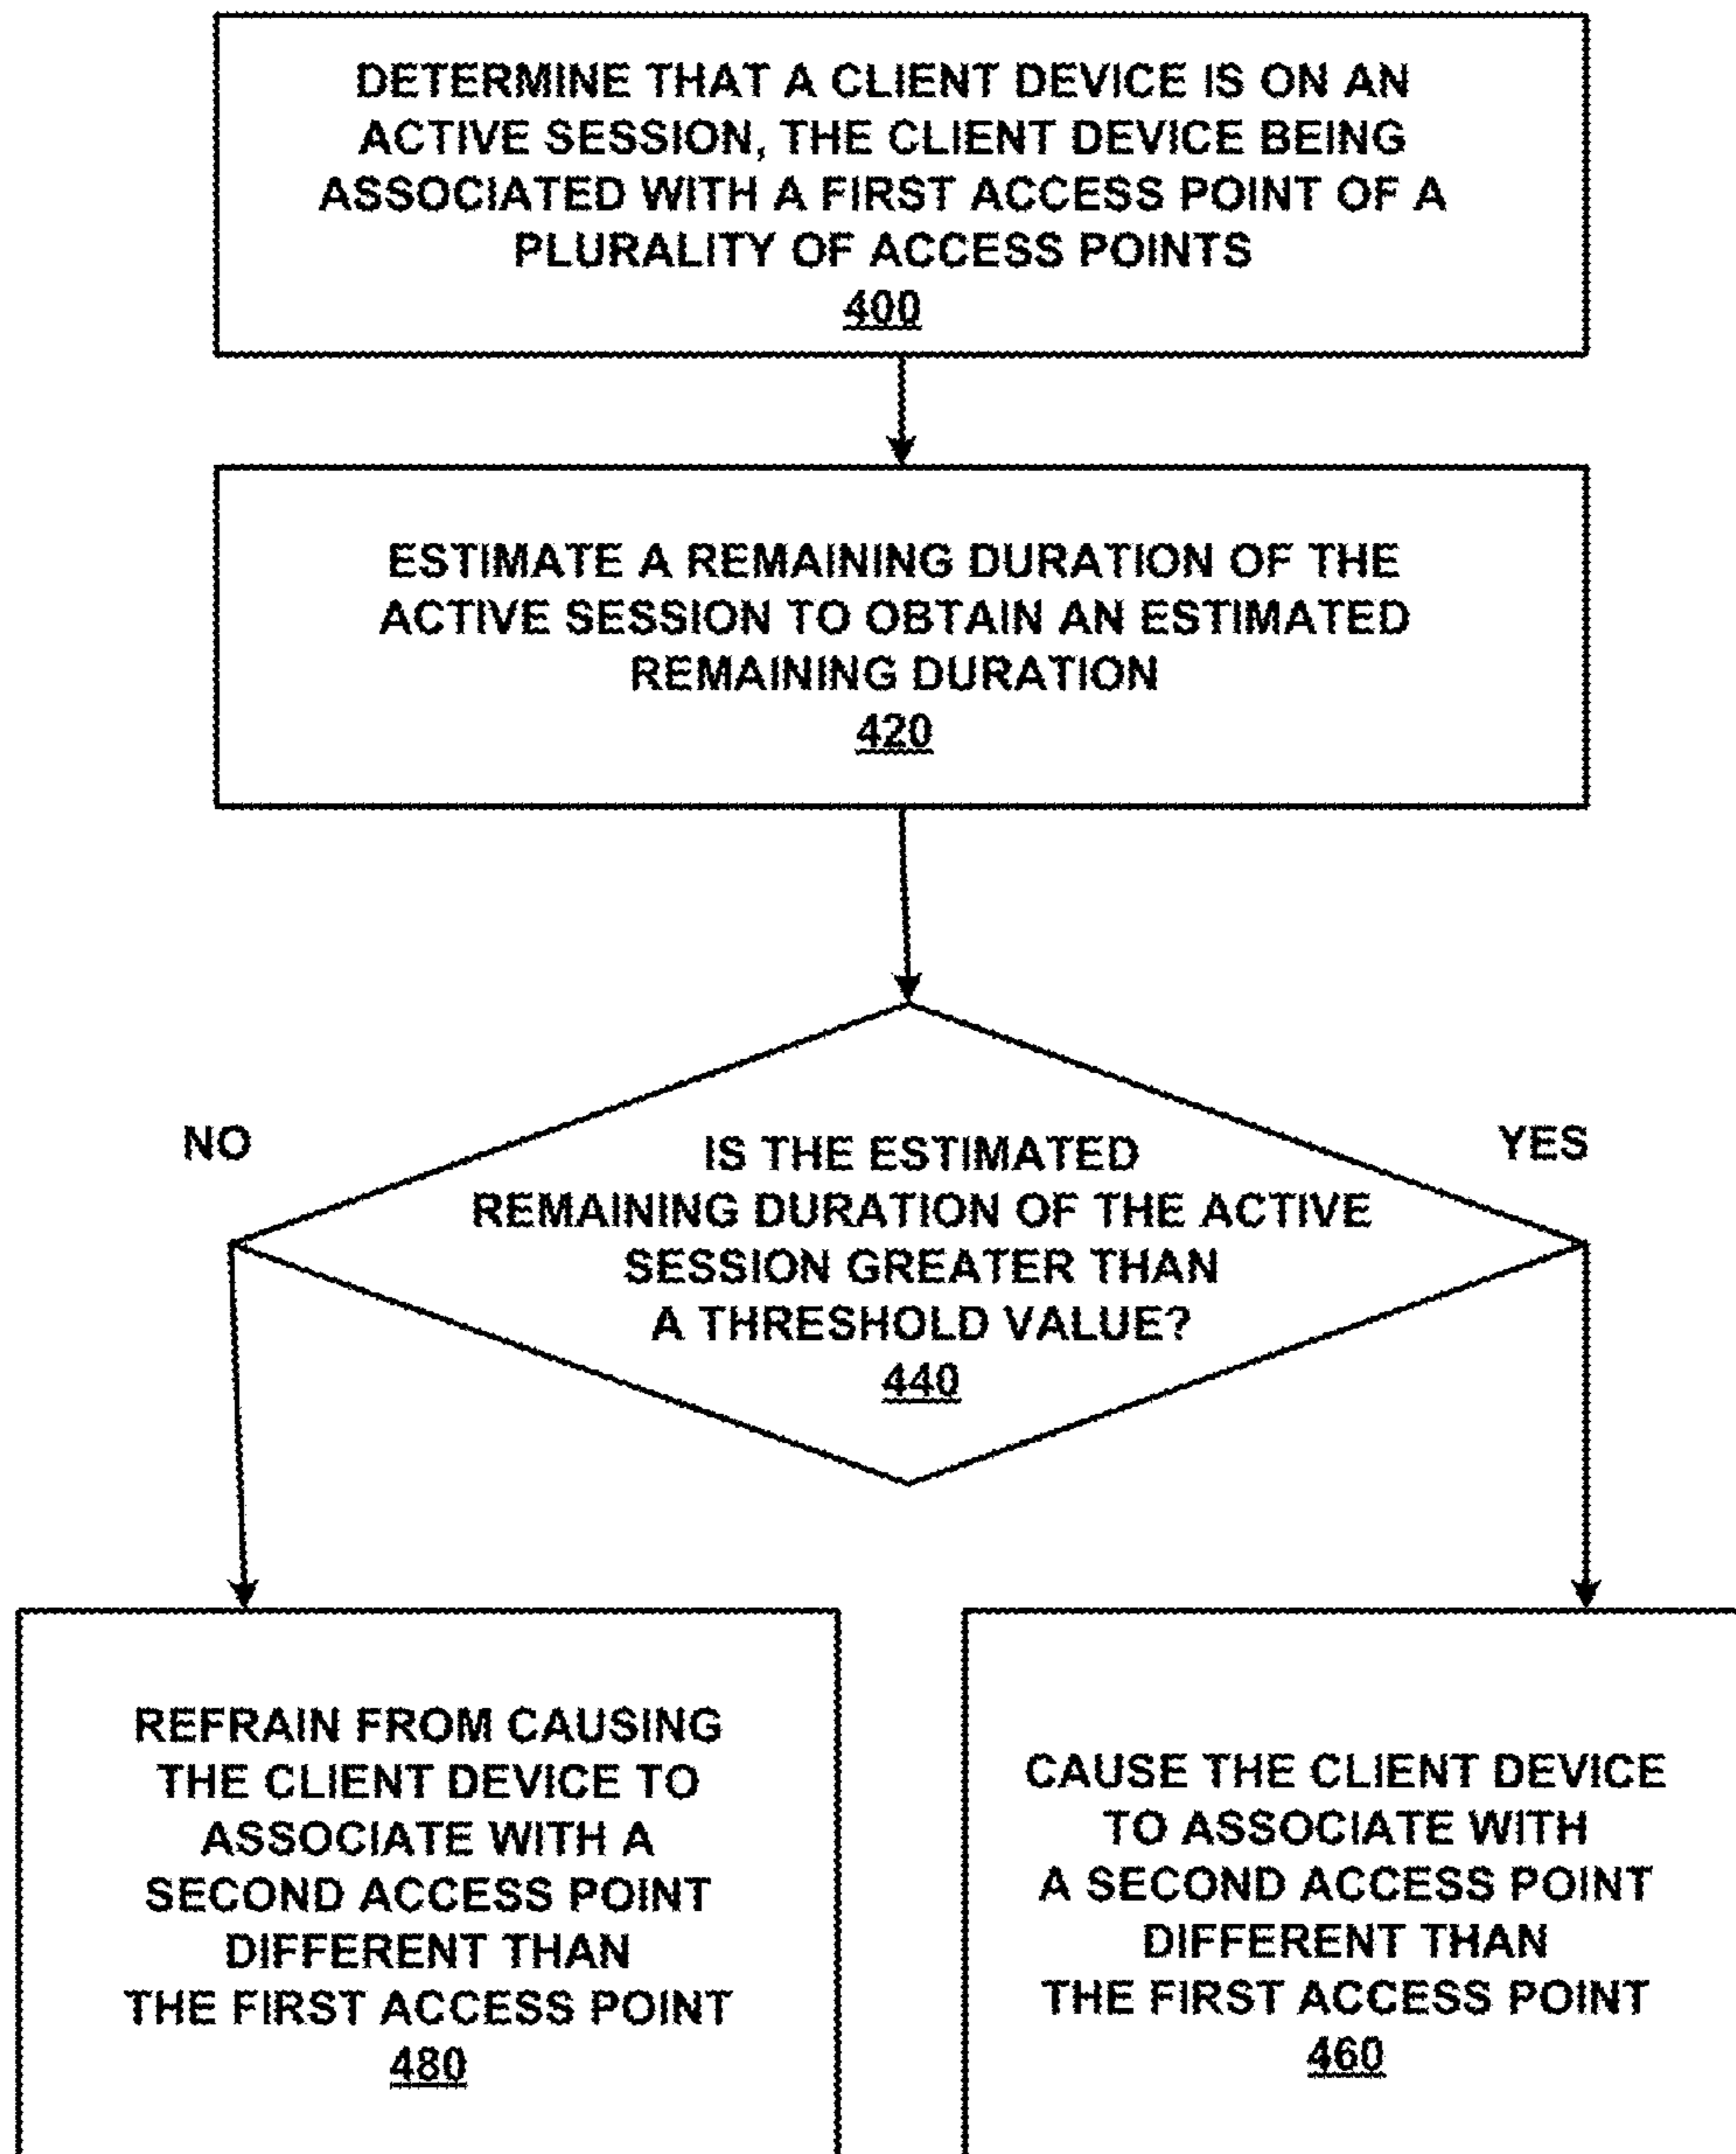 DETERMINE THAT A CLIENT DEVICE IS ON AN
ACTIVE SESSION, THE CLIENT DEVICE BEING
ASSOCIATED WITH A FIRST ACCESS POINT OF A
PLURALITY OF ACCESS POINTS
400
ESTIMATE A REMAINING DURATION OF THE
ACTIVE SESSION TO OBTAIN AN ESTIMATED
REMAINING DURATION
420
NO
YES
IS THE ESTIMATED
REMAINING DURATION OF THE ACTIVE
SESSION GREATER THAN
A THRESHOLD VALUE?
440
REFRAIN FROM CAUSING
THE CLIENT DEVICE TO
ASSOCIATE WITH A
SECOND ACCESS POINT
DIFFERENT THAN
THE FIRST ACCESS POINT
480
CAUSE THE CLIENT DEVICE
TO ASSOCIATE WITH
A SECOND ACCESS POINT
DIFFERENT THAN
THE FIRST ACCESS POINT
460